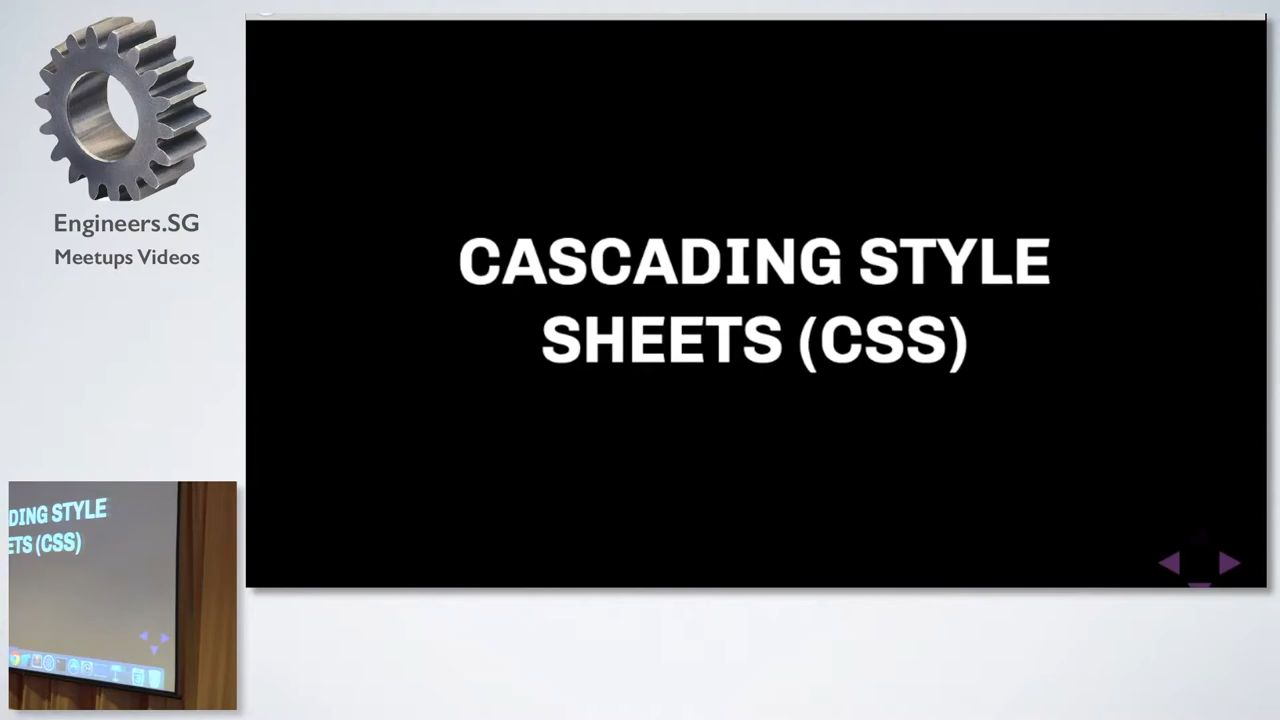 Engineers.SG
Meetups Videos
CASCADING STYLE
SHEETS (CSS)
DING STYLE
ETS (CSS)